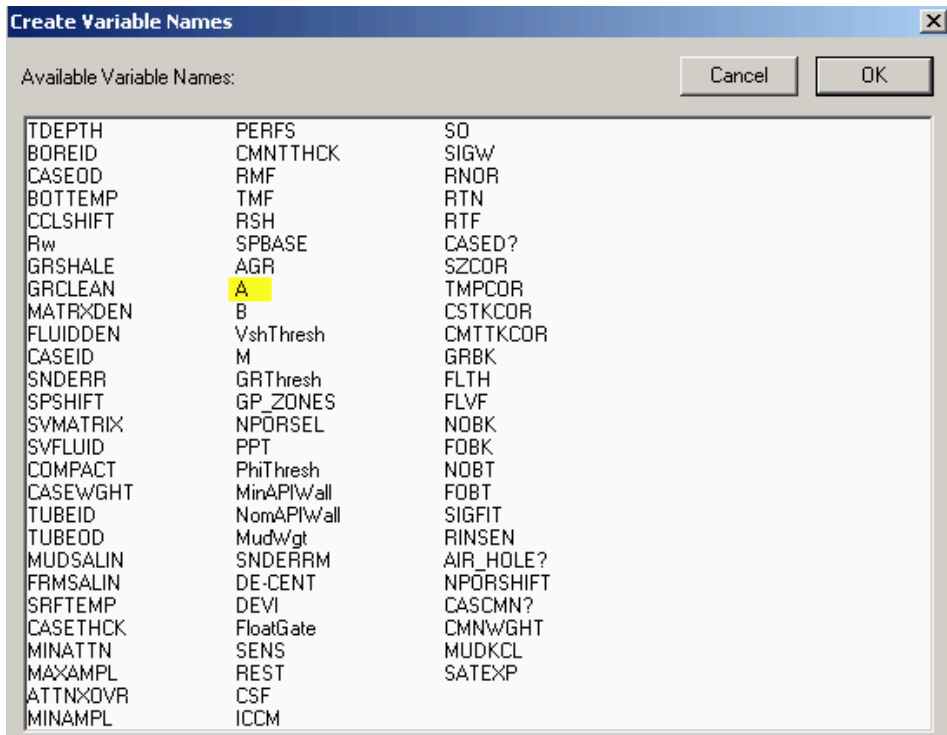 Create Variable Names
Available Variable Names:
Cancel
OK
TDEPTH PERFS SO
BOREID CMNTTHCK SIGW
CASEOD RMF RNOR
BOTTEMP TMF RTN
CCLSHIFT RSH RTF
Rw SPBASE CASED?
GRSHALE AGR SZCOR
GRCLEAN A TMPCOR
MATRXDEN B CSTKCOR
FLUIDDEN VshThresh CMTTKCOR
CASEID M GRBK
SNDERR GRThresh FLTH
SPSHIFT GP_ZONES FLVF
SVMATRIX NPORSEL NOBK
SVFLUID PPT FOBK
COMPACT PhiThresh NOBT
CASEWGHT MinAPIWall FOBT
TUBEID NomAPIWall SIGFIT
TUBEOD MudWgt RINSEN
MUDSALIN SNDERRM AIR_HOLE?
FRMSALIN DE-CENT NPORSHIFT
SRFTEMP DEVI CASCMN?
CASETHCK FloatGate CMNWGHT
MINATTN SENS MUDKCL
MAXAMPL REST SATEXP
ATTNXOVR CSF
MINAMPL ICCM